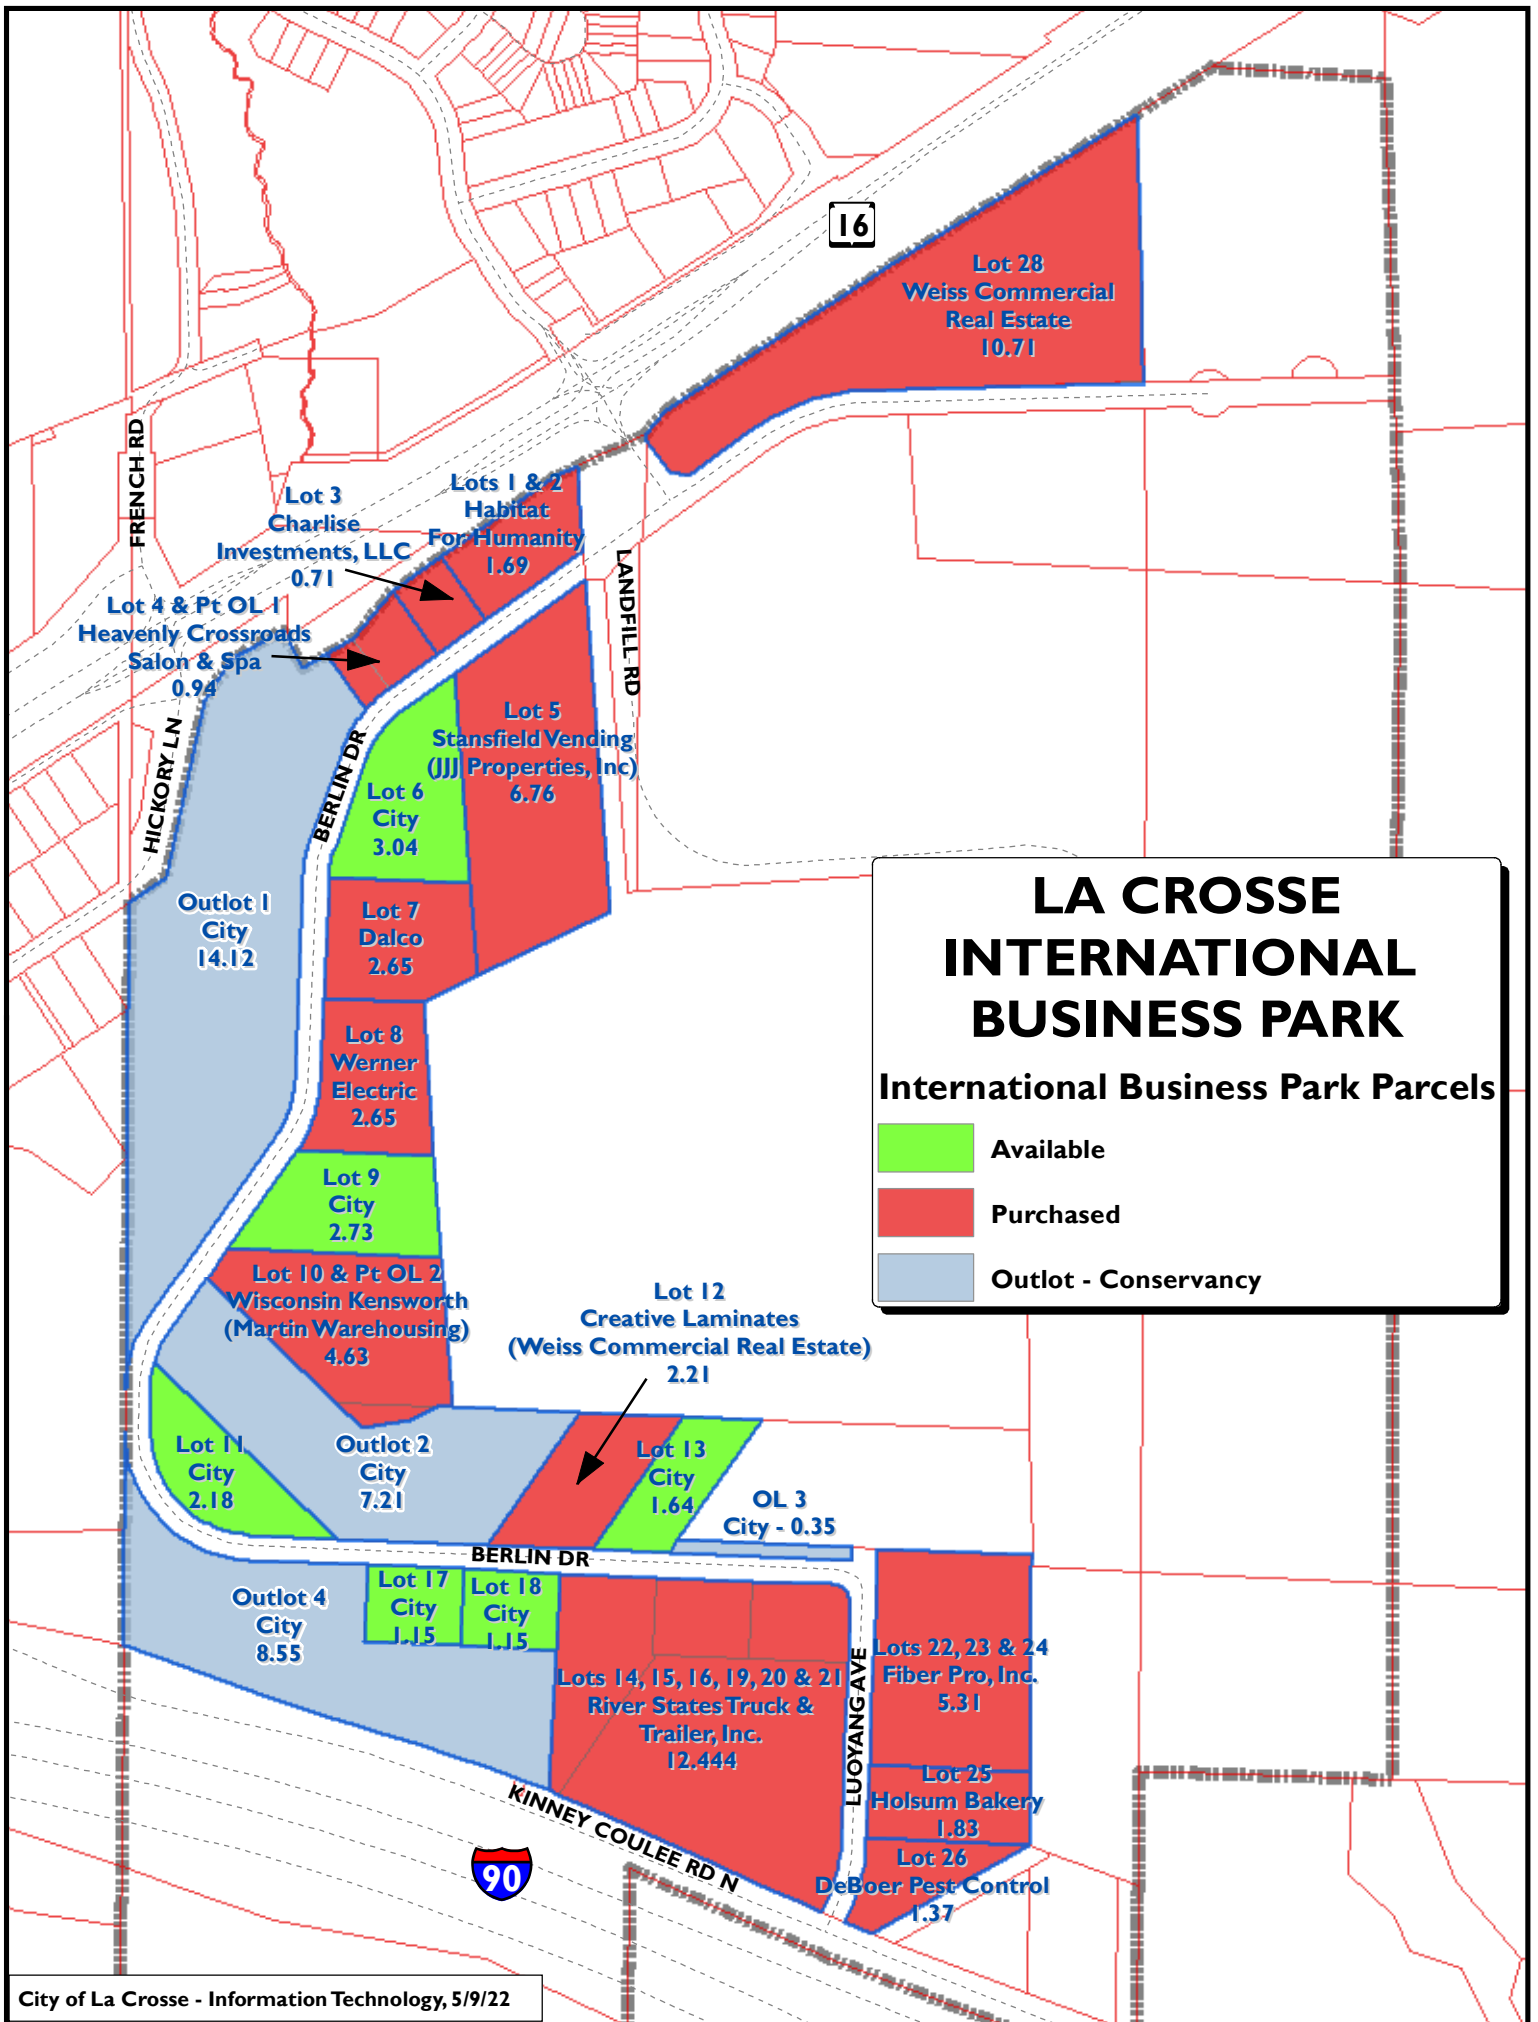 16
Lot 28
Weiss Commercial
Real Estate
10.71
FRENCH RD
Lot 3
Charlise
Investments, LLC
0.71
Lots 1 & 2
Habitat
For Humanity
1.69
LANDFILL RD
Lot 4 & Pt OL 1
Heavenly Crossroads
Salon & Spa
0.94
HICKORY LN
BERLIN DR
Lot 5
Stansfield Vending
(JJJ Properties, Inc)
6.76
Lot 6
City
3.04
Outlot 1
City
14.12
Lot 7
Dalco
2.65
LA CROSSE
INTERNATIONAL
BUSINESS PARK
International Business Park Parcels
Available
Purchased
Outlot - Conservancy
Lot 8
Werner
Electric
2.65
Lot 9
City
2.73
Lot 10 & Pt OL 2
Wisconsin Kensworth
(Martin Warehousing)
4.63
Lot 12
Creative Laminates
(Weiss Commercial Real Estate)
2.21
Lot 11
City
2.18
Outlot 2
City
7.21
Lot 13
City
1.64
OL 3
City - 0.35
BERLIN DR
Outlot 4
City
8.55
Lot 17
City
1.15
Lot 18
City
1.15
Lots 14, 15, 16, 19, 20 & 21
River States Truck &
Trailer, Inc.
12.444
LUOYANG AVE
Lots 22, 23 & 24
Fiber Pro, Inc.
5.31
Lot 25
Holsum Bakery
1.83
Lot 26
DeBoer Pest Control
1.37
KINNEY COULEE RD N
90
City of La Crosse - Information Technology, 5/9/22